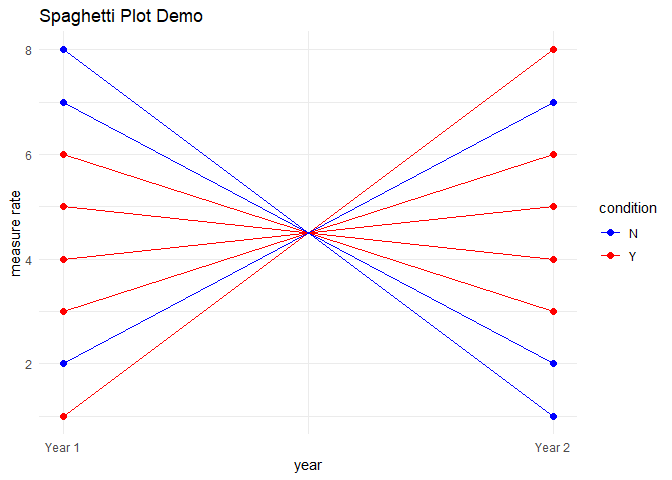 Spaghetti Plot Demo
8
6
4
2
measure rate
Year 1
Year 2
year
condition
N
Y